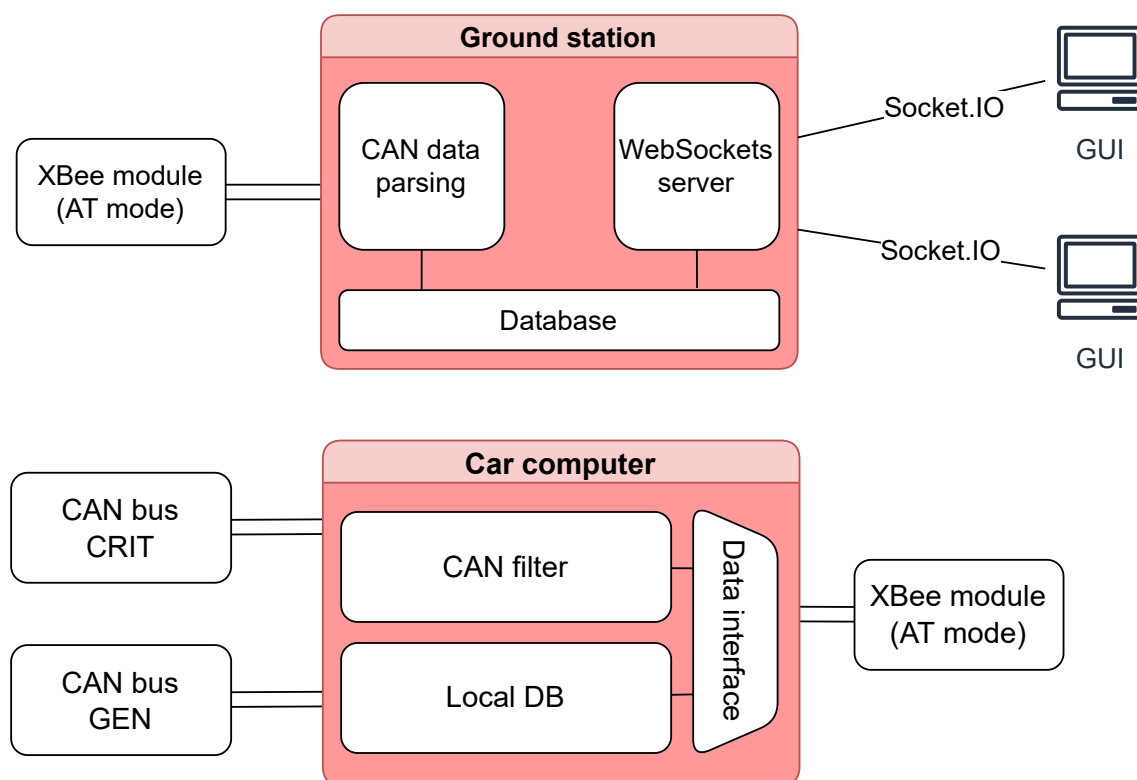 Ground station
XBee module
(AT mode)
CAN data
parsing
WebSockets
server
Database
Socket.IO
GUI
Socket.IO
GUI
Car computer
CAN bus
CRIT
CAN bus
GEN
CAN filter
Local DB
Data interface
XBee module
(AT mode)